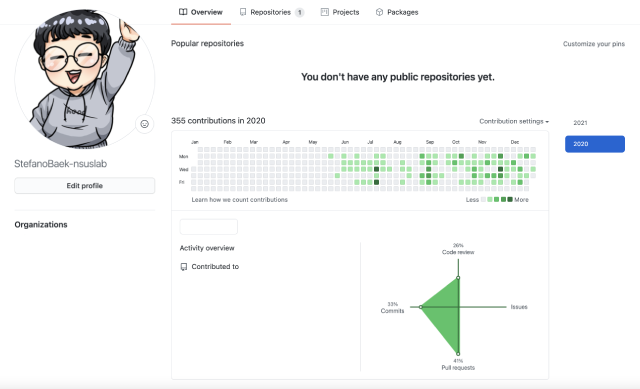 Overview
Repositories 1
Projects
Packages
StefanoBaek-nsuslab
Edit profile
Organizations
Popular repositories
Customize your pins
You don't have any public repositories yet.
355 contributions in 2020
Contribution settings
2021
2020
Jan Feb Mar Apr May Jun Jul Aug Sep Oct Nov Dec
Mon
Wed
Fri
Learn how we count contributions
Less
More
Activity overview
Contributed to
26%
Code review
33%
Commits
Issues
41%
Pull requests